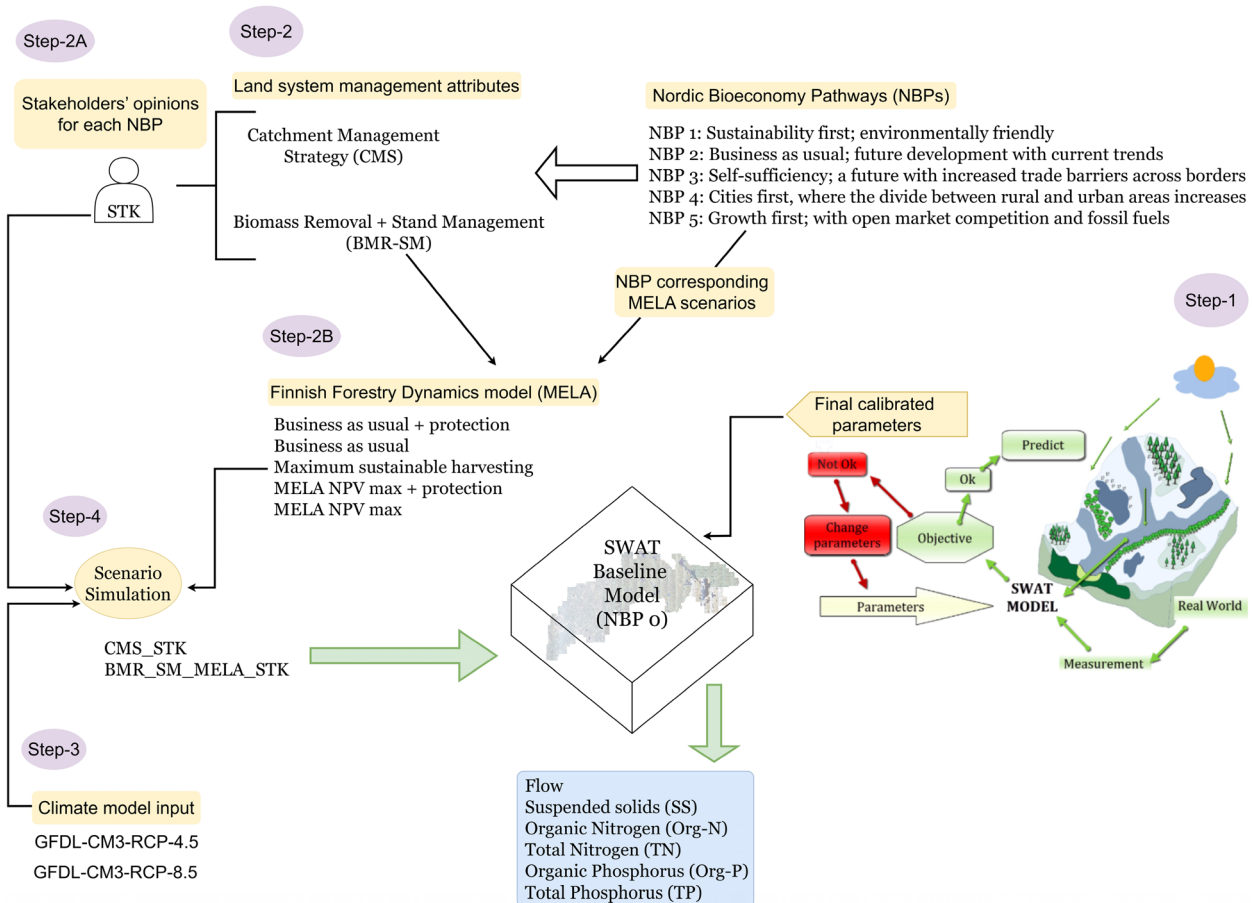 Step-2A
Stakeholders' opinions
for each NBP
STK
Step-2
Land system management attributes
Catchment Management
Strategy (CMS)
Biomass Removal + Stand Management
(BMR-SM)
Nordic Bioeconomy Pathways (NBPs)
NBP 1: Sustainability first; environmentally friendly
NBP 2: Business as usual; future development with current trends
NBP 3: Self-sufficiency; a future with increased trade barriers across borders
NBP 4: Cities first, where the divide between rural and urban areas increases
NBP 5: Growth first; with open market competition and fossil fuels
NBP corresponding
MELA scenarios
Step-1
Step-2B
Finnish Forestry Dynamics model (MELA)
Business as usual + protection
Business as usual
Maximum sustainable harvesting
MELA NPV max + protection
MELA NPV max
Final calibrated
parameters
Predict
Not Ok
Ok
Change
parameters
Objective
Parameters
SWAT
MODEL
Real World
Measurement
Step-4
Scenario
Simulation
CMS_STK
BMR_SM_MELA_STK
SWAT
Baseline
Model
(NBP 0)
Step-3
Climate model input
GFDL-CM3-RCP-4.5
GFDL-CM3-RCP-8.5
Flow
Suspended solids (SS)
Organic Nitrogen (Org-N)
Total Nitrogen (TN)
Organic Phosphorus (Org-P)
Total Phosphorus (TP)